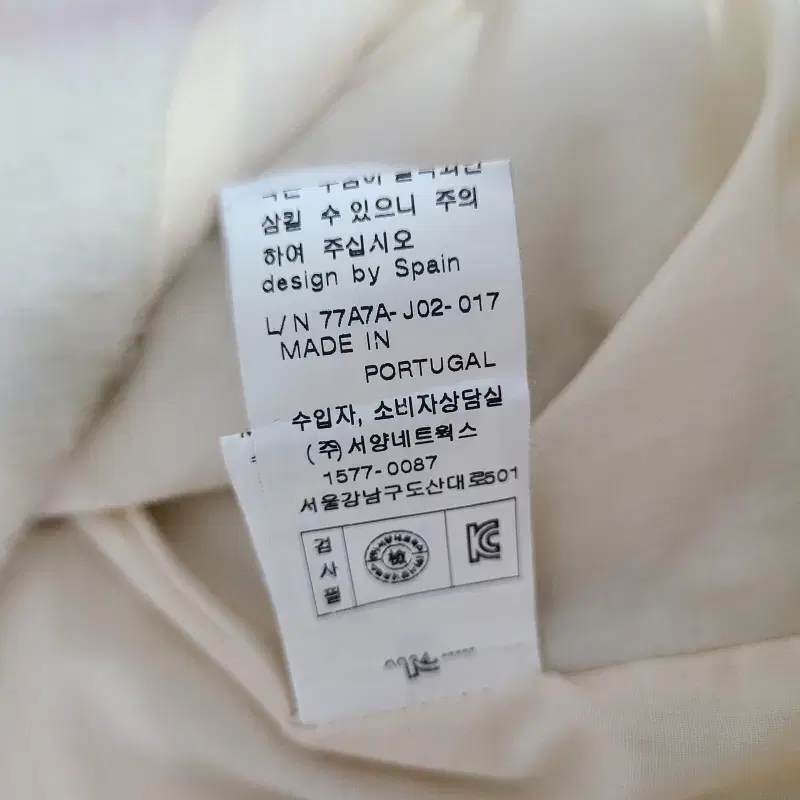 삼킬 수 있으니 주의
하여 주십시오
design by Spain
L/N 77A7A-J02-017
MADE IN
PORTUGAL
수입자, 소비자상담실
(주)서양네트웍스
1577-0087
서울강남구도산대로501
검사필
檢
KC